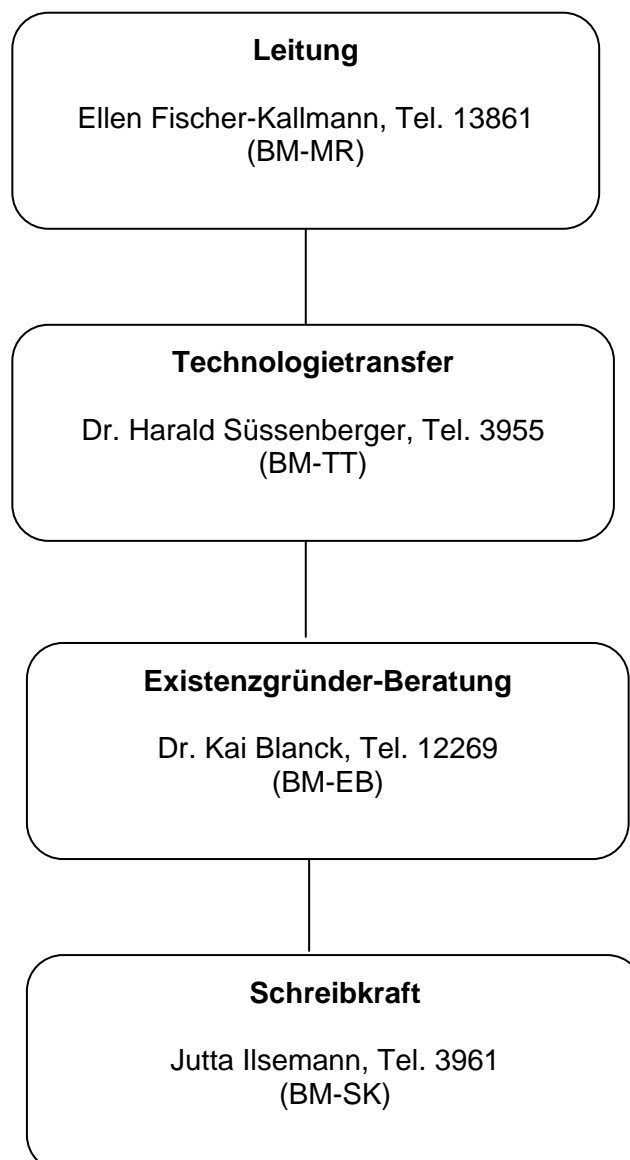 Leitung
Ellen Fischer-Kallmann, Tel. 13861
(BM-MR)
Technologietransfer
Dr. Harald Süssenberger, Tel. 3955
(BM-TT)
Existenzgründer-Beratung
Dr. Kai Blanck, Tel. 12269
(BM-EB)
Schreibkraft
Jutta Ilsemann, Tel. 3961
(BM-SK)